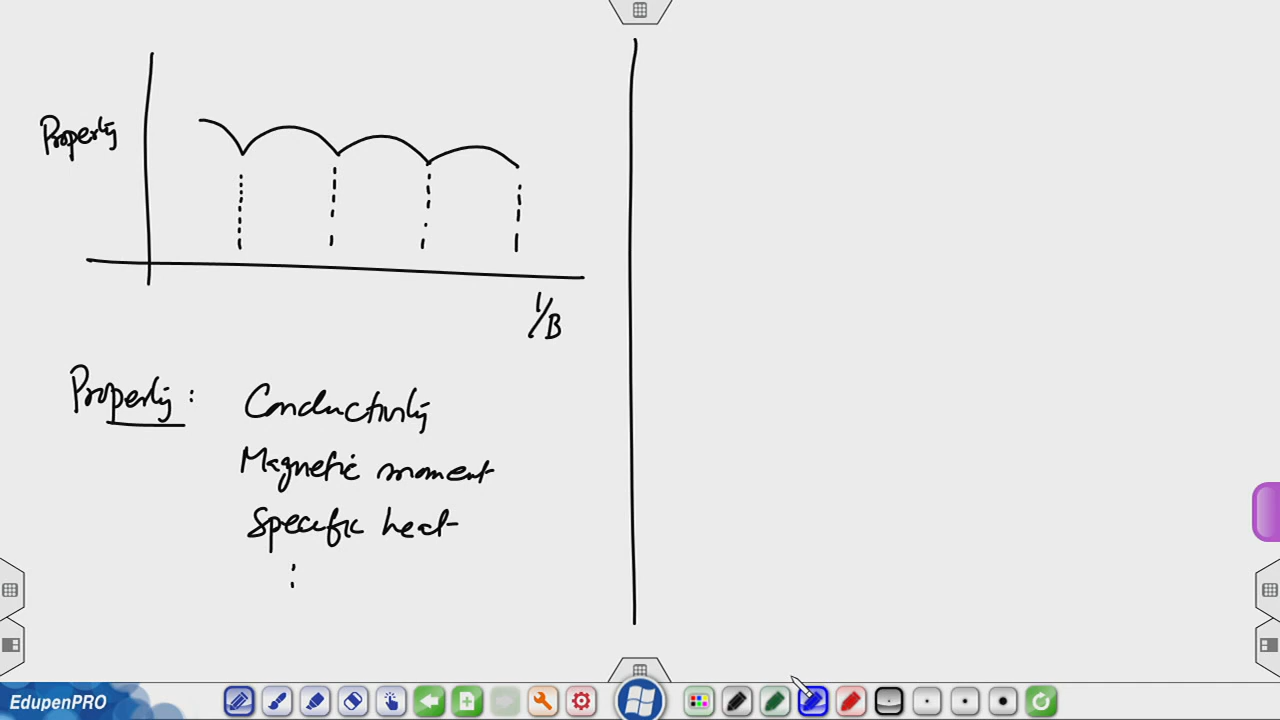 Property
1/B
Property : Conductivity
Magnetic moment
Specific heat
⋮
EdupenPRO